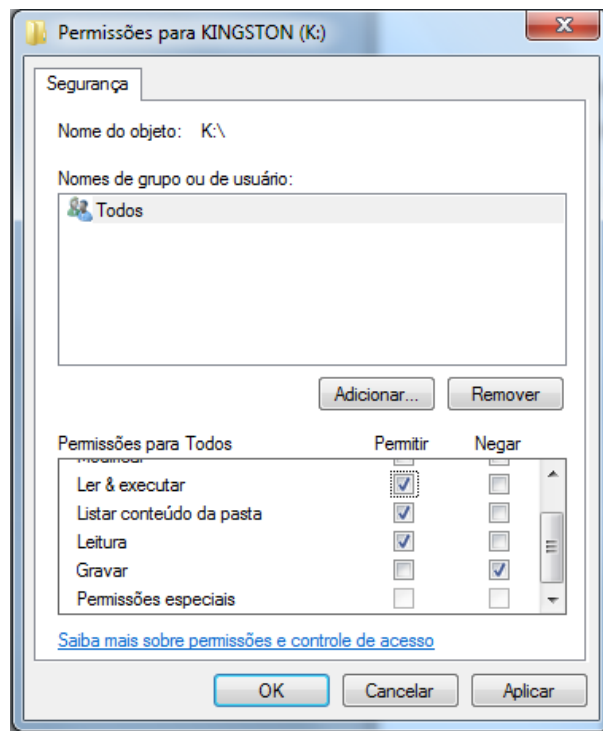 Permissões para KINGSTON (K:)
Segurança
Nome do objeto: K:\
Nomes de grupo ou de usuário:
Todos
Adicionar... Remover
Permissões para Todos Permitir Negar
Ler & executar
Listar conteúdo da pasta
Leitura
Gravar
Permissões especiais
Saiba mais sobre permissões e controle de acesso
OK Cancelar Aplicar